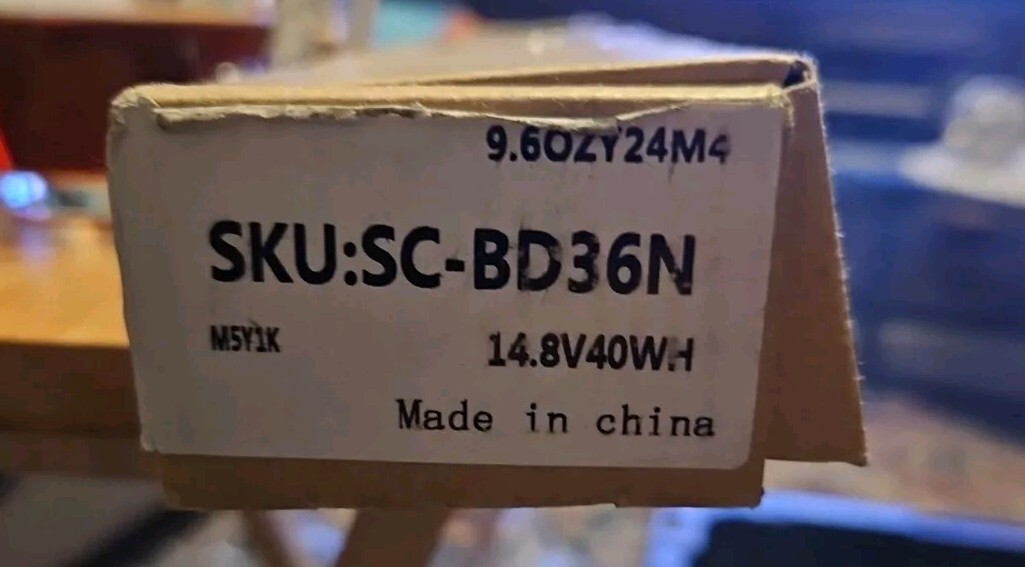 9.6OZY24M4
SKU:SC-BD36N
M5Y1K
14.8V40WH
Made in china